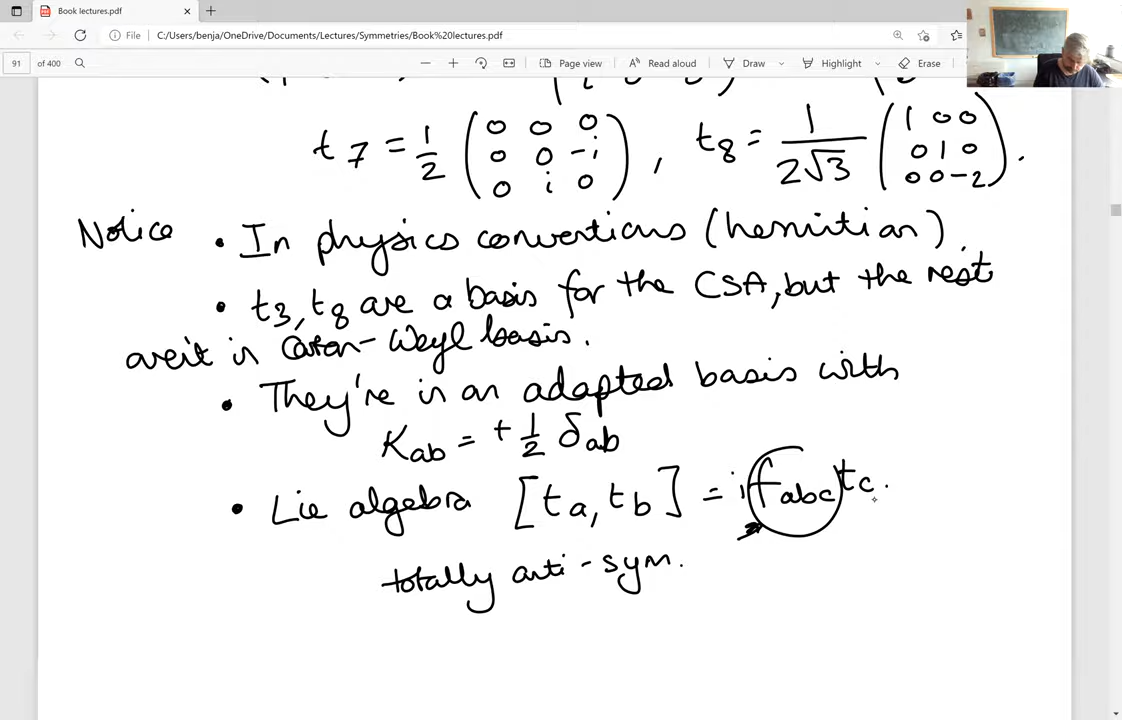 Book lectures.pdf
File C:/Users/benja/OneDrive/Documents/Lectures/Symmetries/Book%20lectures.pdf
91 of 400 Page view Read aloud Draw Highlight Erase
t7 = 1/2 (0 0 0; 0 0 -i; 0 i 0), t8 = 1/(2√3) (1 0 0; 0 1 0; 0 0 -2).
Notice • In physics conventions (hermitian).
• t3, t8 are a basis for the CSA, but the rest
aren't in Cartan-Weyl basis.
• They're in an adapted basis with
Kab = + 1/2 δab
• Lie algebra [ta, tb] = i fabc tc.
totally anti-sym.